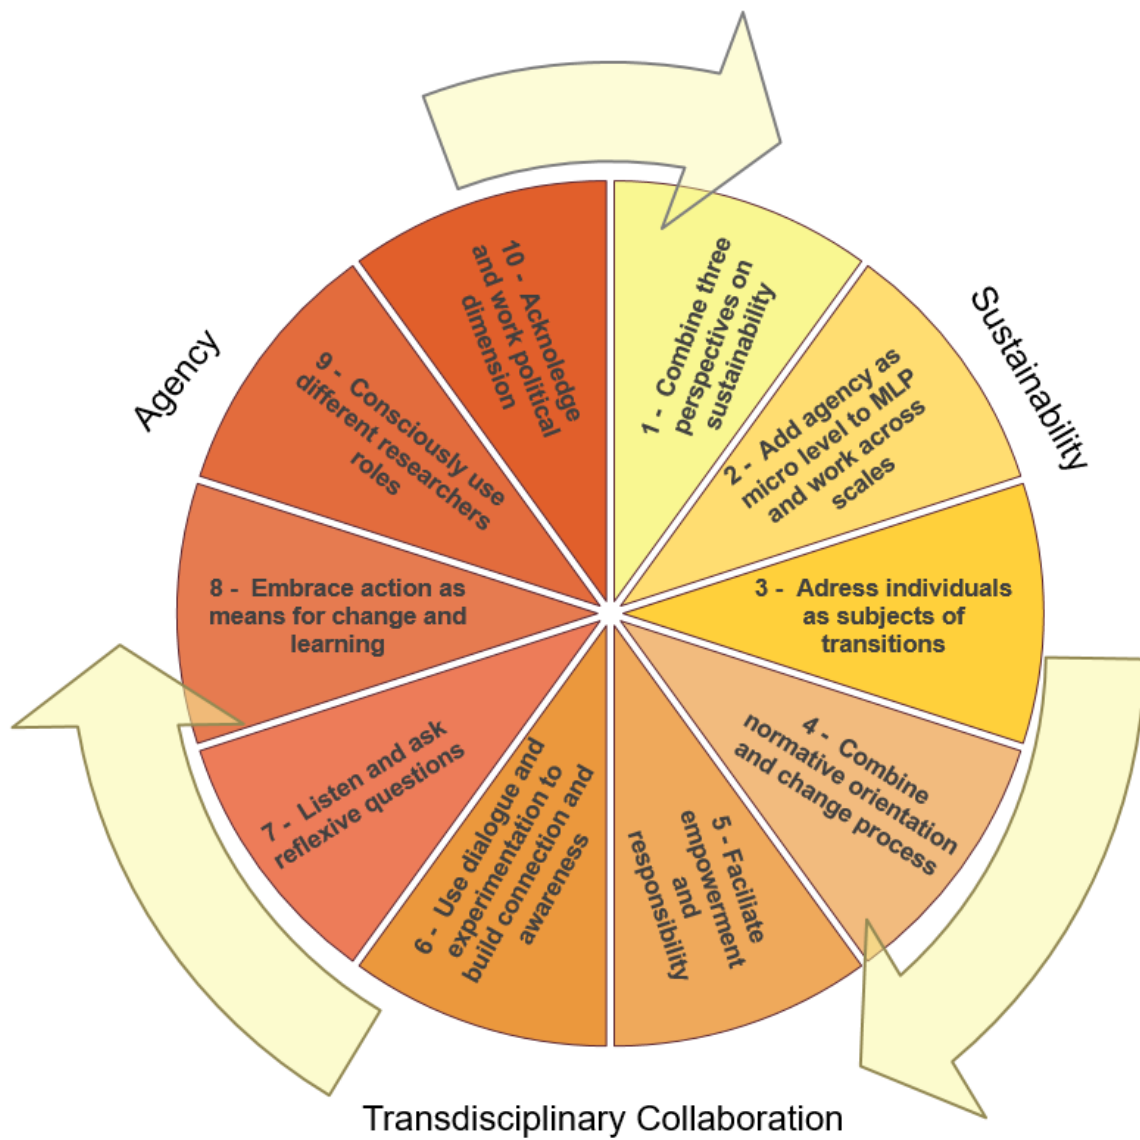 1 - Combine three
perspectives on
sustainability
2 - Add agency as
micro level to MLP
and work across
scales
3 - Adress individuals
as subjects of
transitions
4 - Combine
normative orientation
and change process
5 - Faciliate
empowerment
and
responsibility
6 - Use dialogue and
experimentation to
build connection and
awareness
7 - Listen and ask
reflexive questions
8 - Embrace action as
means for change and
learning
9 - Consciously use
different researchers
roles
10 - Acknoledge
and work political
dimension
Sustainability
Transdisciplinary Collaboration
Agency